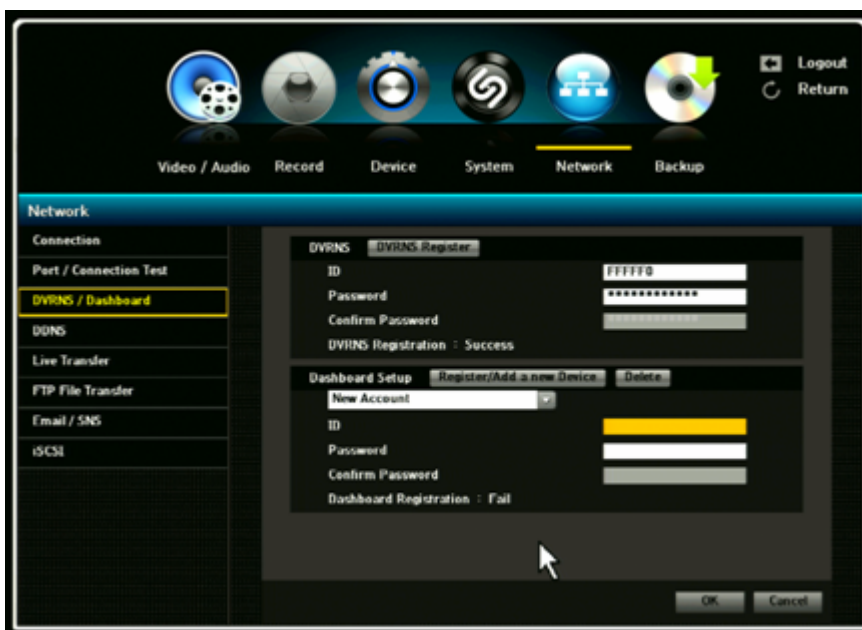 Logout
Return
Video / Audio Record Device System Network Backup
Network
Connection
Port / Connection Test
DVRNS / Dashboard
DDNS
Live Transfer
FTP File Transfer
Email / SNS
iSCSI
DVRNS DVRNS Register
ID FFFFF0
Password ************
Confirm Password ************
DVRNS Registration : Success
Dashboard Setup Register/Add a new Device Delete
New Account
ID
Password
Confirm Password
Dashboard Registration : Fail
OK Cancel